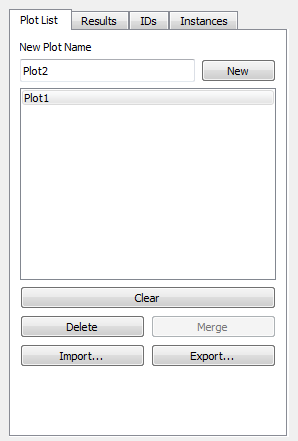 Plot List Results IDs Instances
New Plot Name
Plot2 New
Plot1
Clear
Delete Merge
Import... Export...